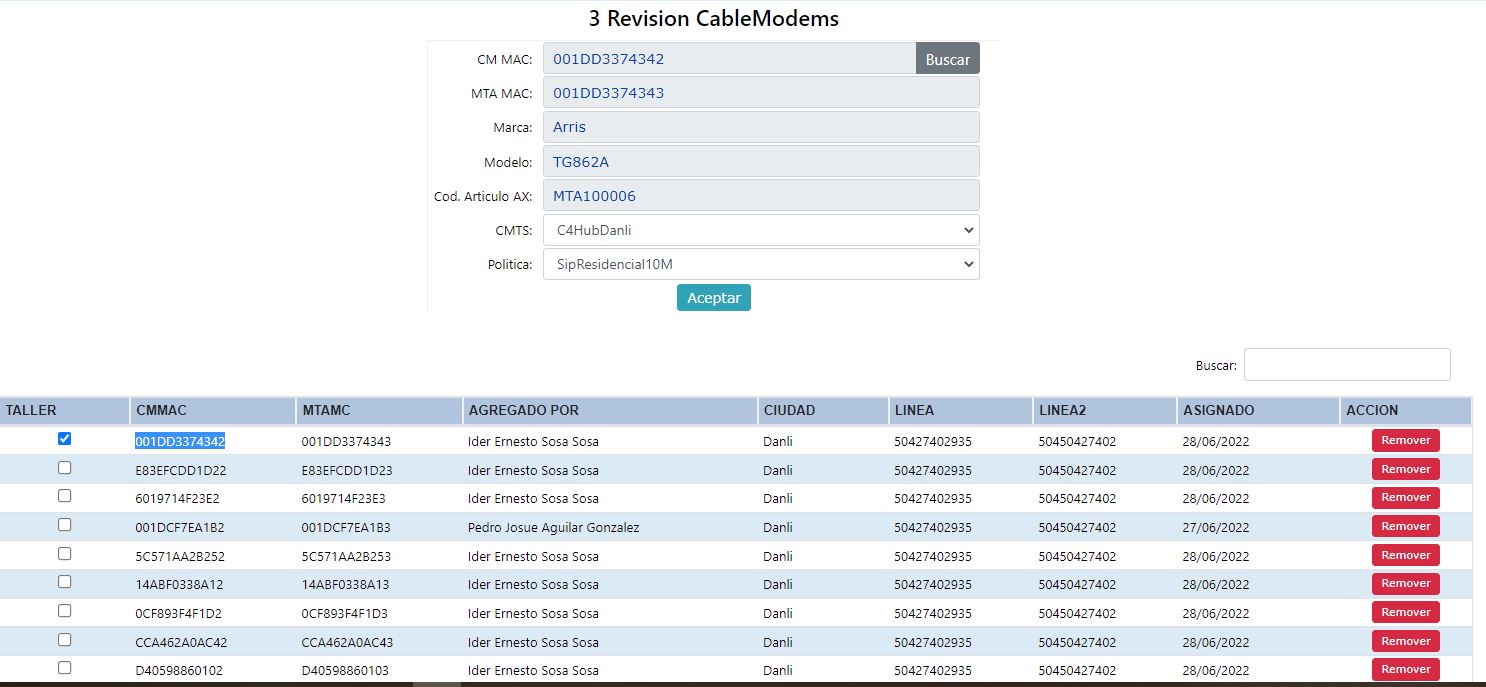 3 Revision CableModems
CM MAC: 001DD3374342 Buscar
MTA MAC: 001DD3374343
Marca: Arris
Modelo: TG862A
Cod. Articulo AX: MTA100006
CMTS: C4HubDanli
Politica: SipResidencial10M
Aceptar
Buscar:
TALLER CMMAC MTAMC AGREGADO POR CIUDAD LINEA LINEA2 ASIGNADO ACCION
001DD3374342 001DD3374343 Ider Ernesto Sosa Sosa Danli 50427402935 50450427402 28/06/2022 Remover
E83EFCDD1D22 E83EFCDD1D23 Ider Ernesto Sosa Sosa Danli 50427402935 50450427402 28/06/2022 Remover
6019714F23E2 6019714F23E3 Ider Ernesto Sosa Sosa Danli 50427402935 50450427402 28/06/2022 Remover
001DCF7EA1B2 001DCF7EA1B3 Pedro Josue Aguilar Gonzalez Danli 50427402935 50450427402 27/06/2022 Remover
5C571AA2B252 5C571AA2B253 Ider Ernesto Sosa Sosa Danli 50427402935 50450427402 28/06/2022 Remover
14ABF0338A12 14ABF0338A13 Ider Ernesto Sosa Sosa Danli 50427402935 50450427402 28/06/2022 Remover
0CF893F4F1D2 0CF893F4F1D3 Ider Ernesto Sosa Sosa Danli 50427402935 50450427402 28/06/2022 Remover
CCA462A0AC42 CCA462A0AC43 Ider Ernesto Sosa Sosa Danli 50427402935 50450427402 28/06/2022 Remover
D40598860102 D40598860103 Ider Ernesto Sosa Sosa Danli 50427402935 50450427402 28/06/2022 Remover